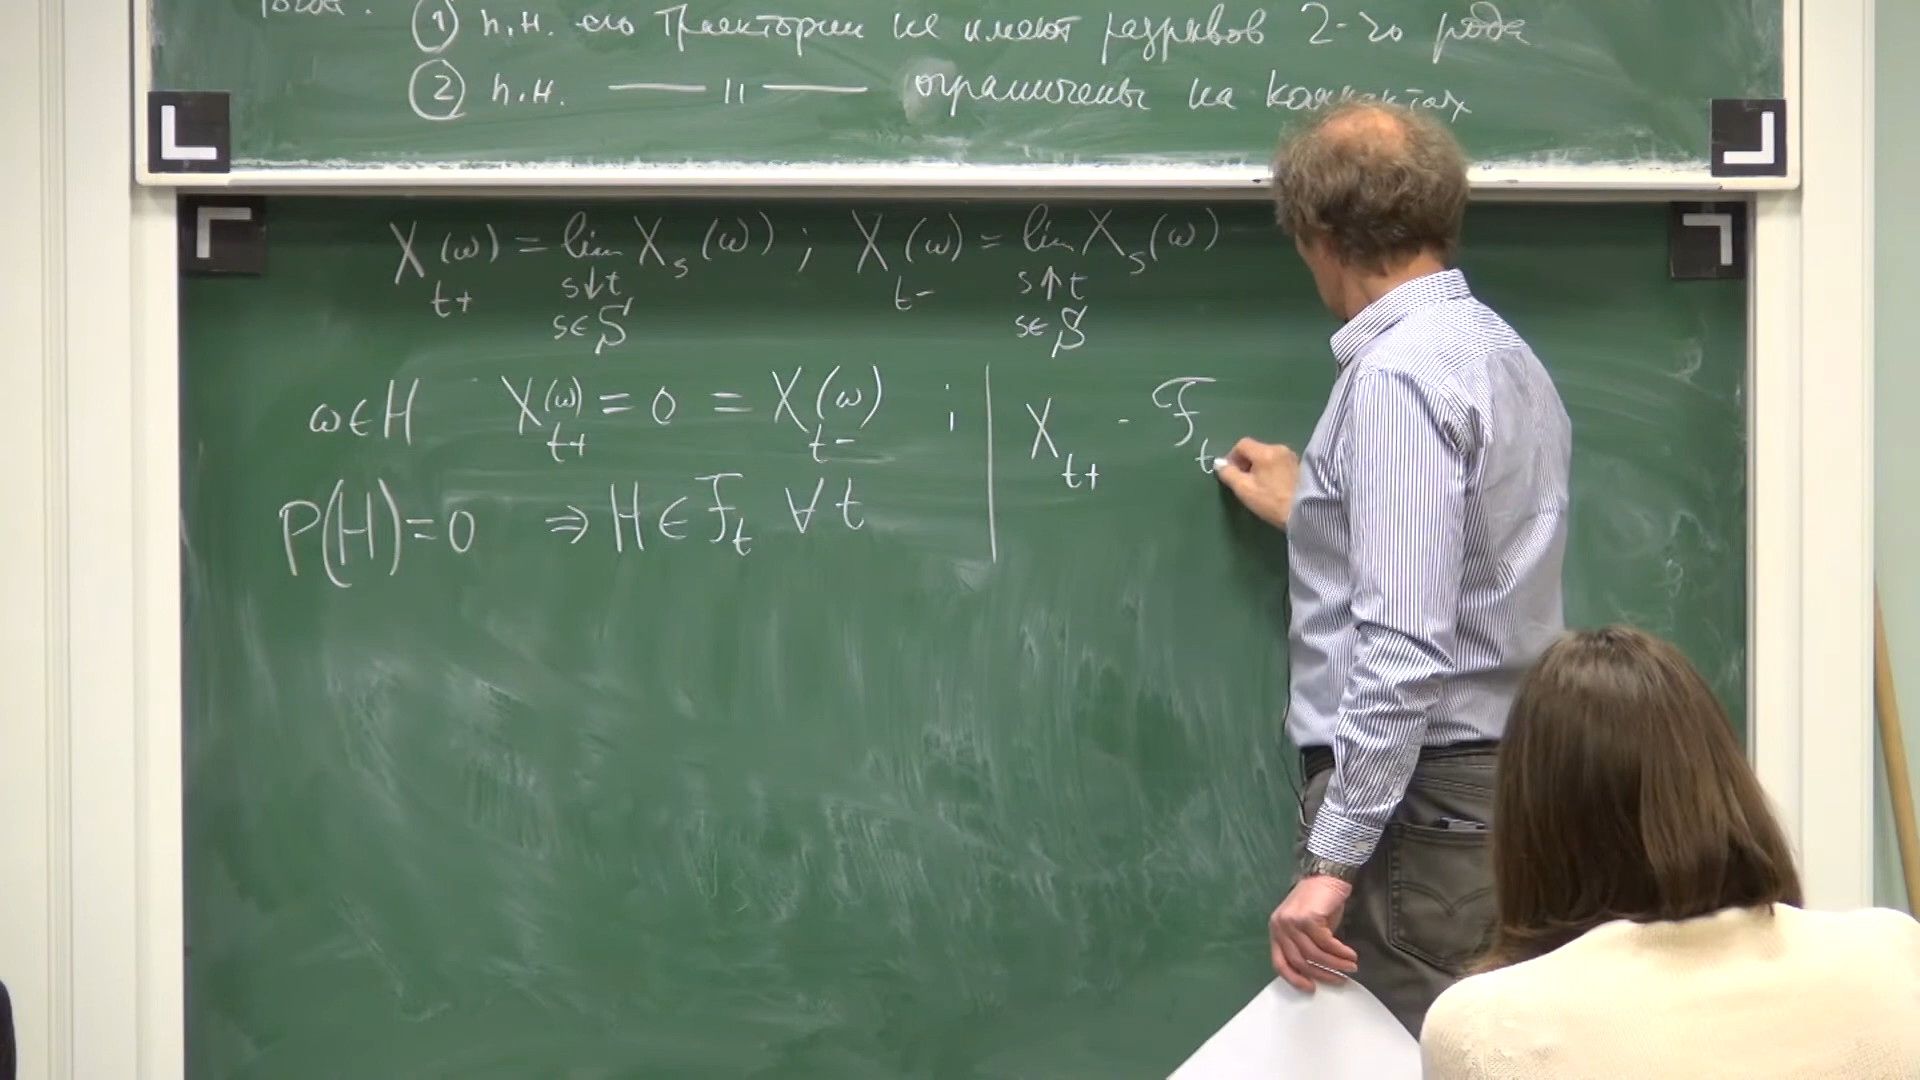 Тогда: ① п.н. его траектории не имеют разрывов 2-го рода
② п.н. —— || —— ограничены на компактах
X_{t+}(ω) = lim_{s↓t, s∈S} X_s(ω) ; X_{t-}(ω) = lim_{s↑t, s∈S} X_s(ω)
ω∈H X_{t+}(ω) = 0 = X_{t-}(ω) ; | X_{t+} - ℱ_t
P(H)=0 ⇒ H ∈ ℱ_t ∀ t